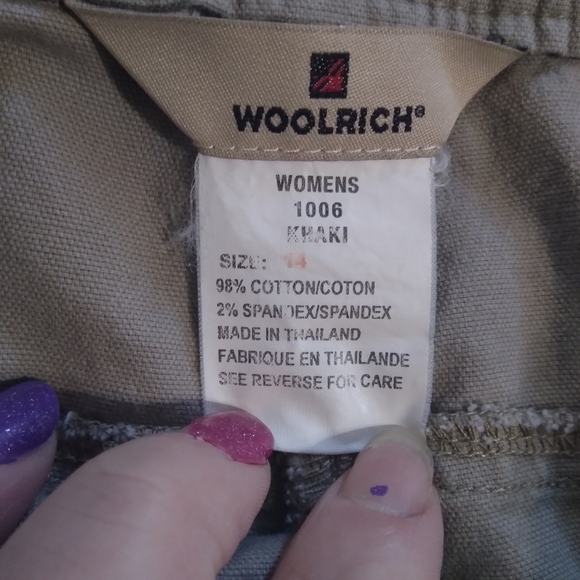 WOOLRICH®
WOMENS
1006
KHAKI
SIZE: 14
98% COTTON/COTON
2% SPANDEX/SPANDEX
MADE IN THAILAND
FABRIQUE EN THAILANDE
SEE REVERSE FOR CARE